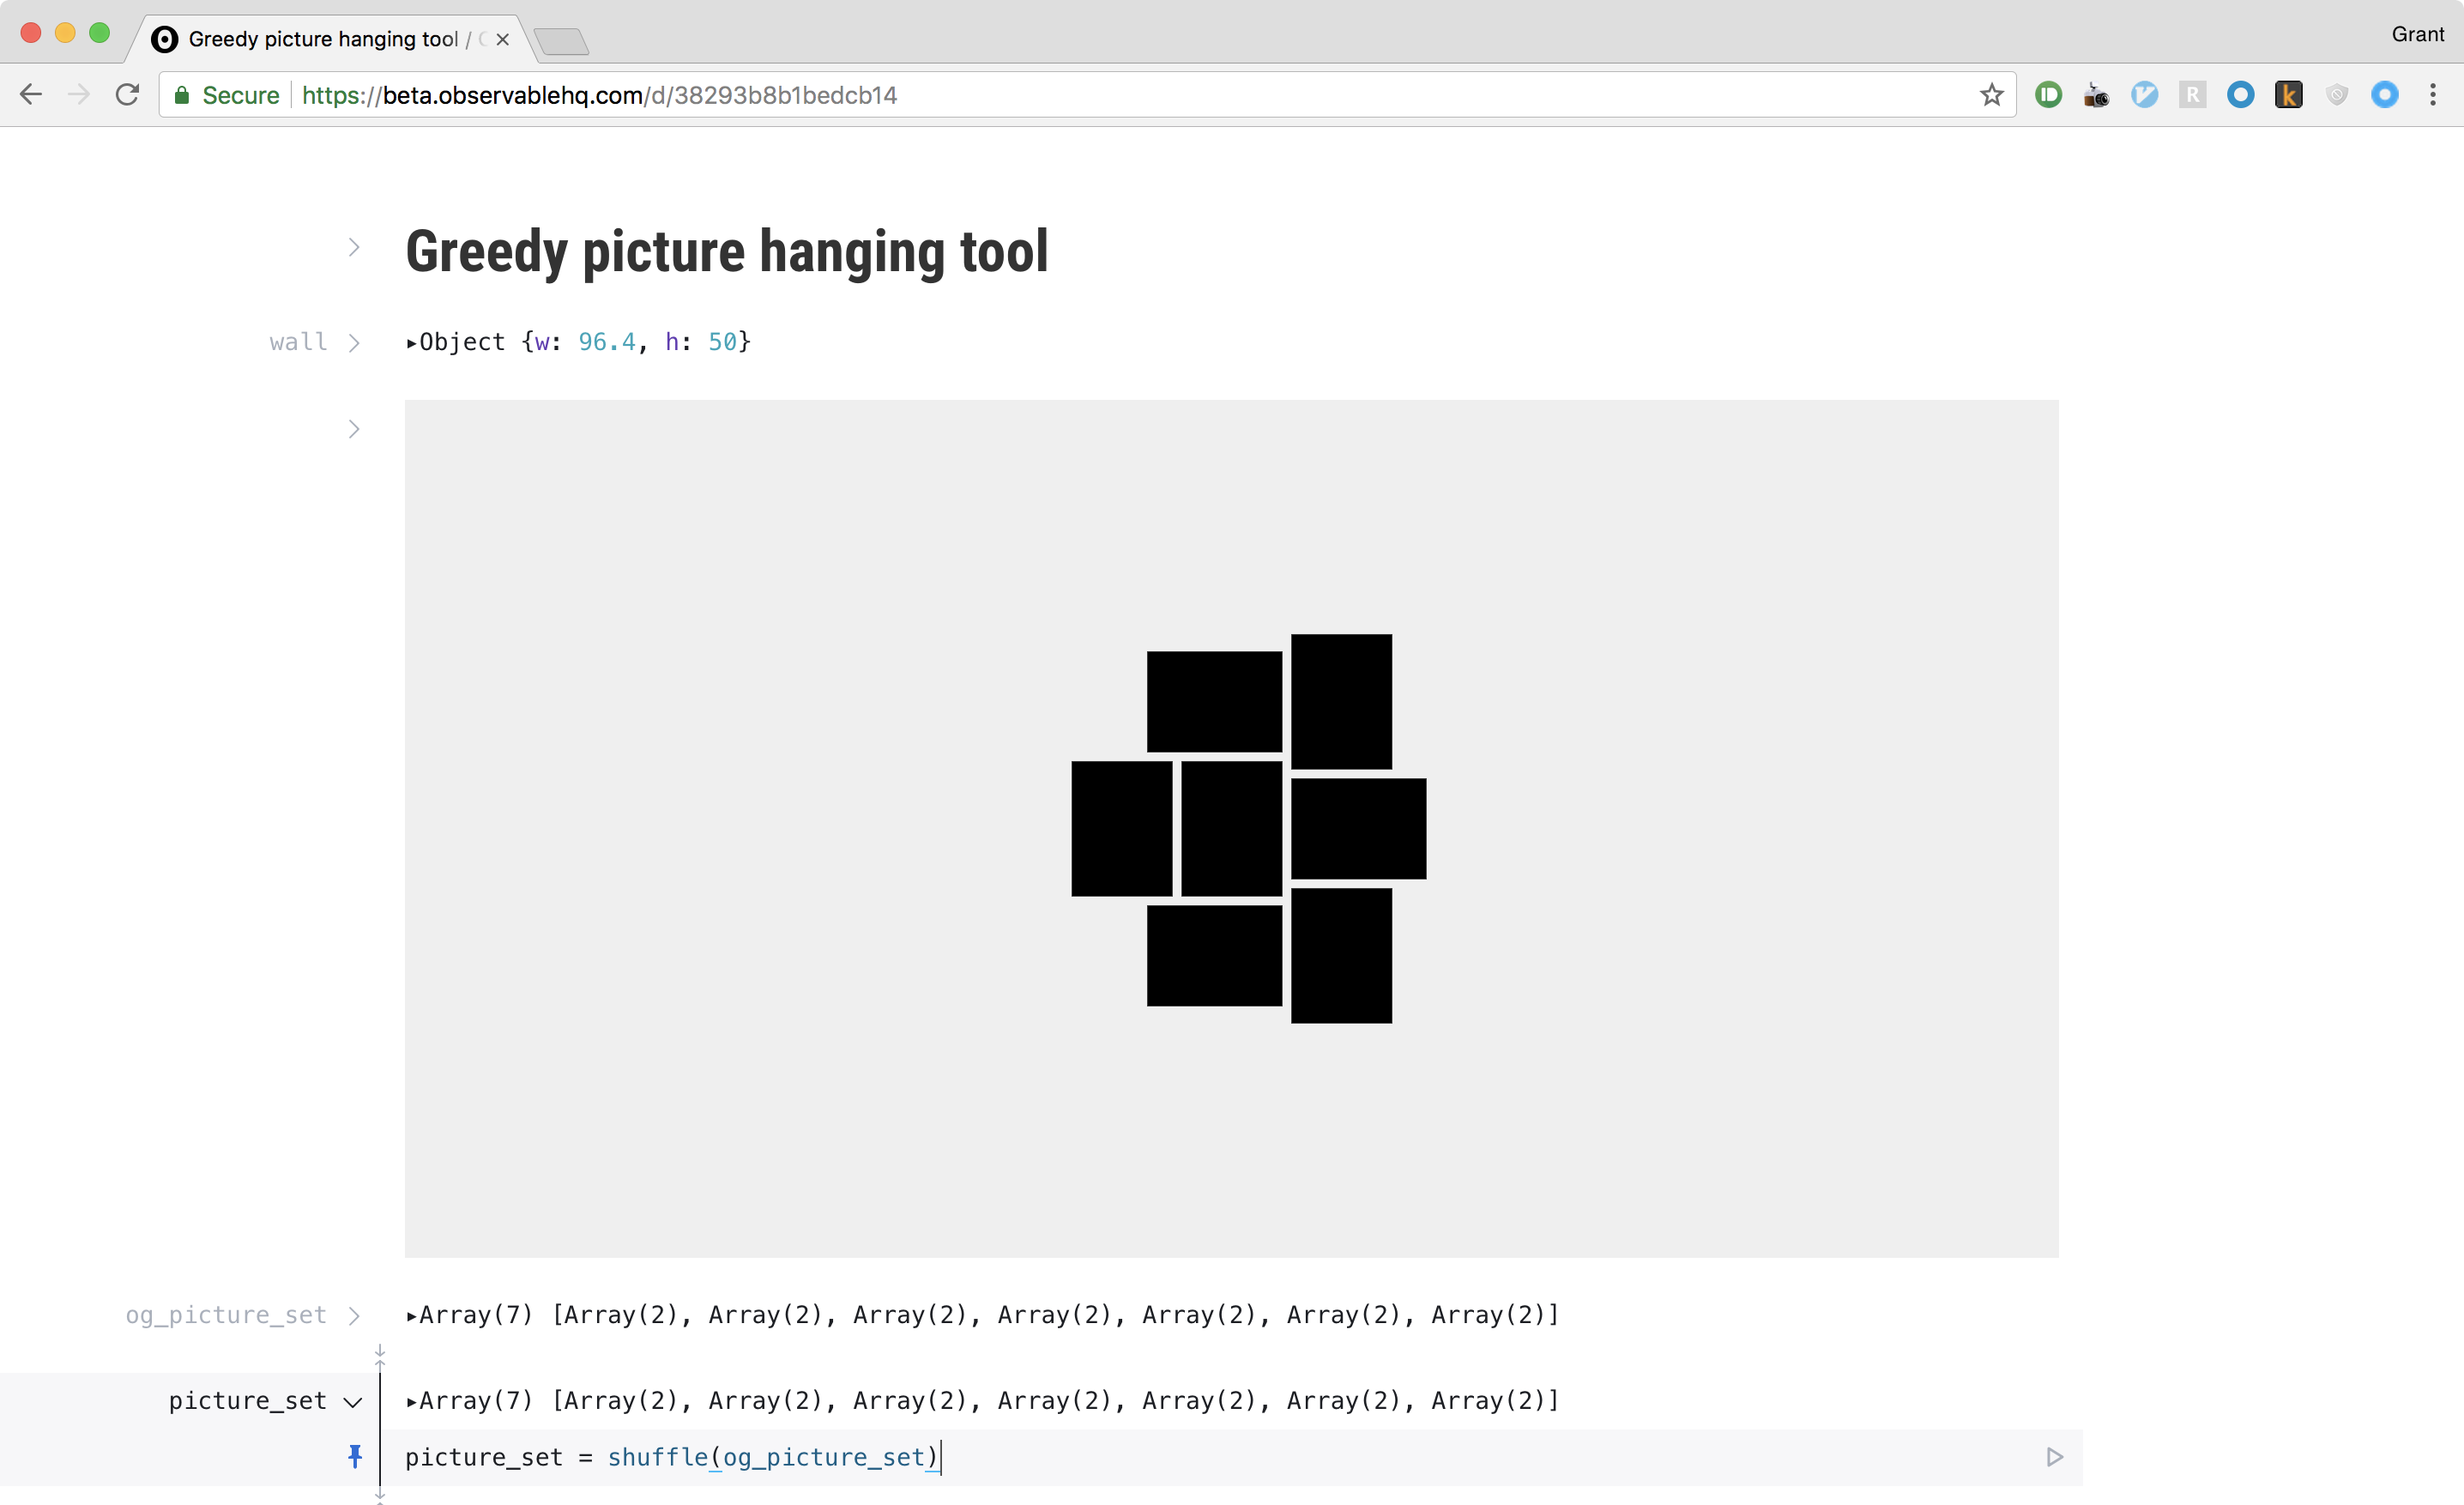 Greedy picture hanging tool /
Grant
Secure https://beta.observablehq.com/d/38293b8b1bedcb14
R
k
Greedy picture hanging tool
wall
▸Object {w: 96.4, h: 50}
og_picture_set
▸Array(7) [Array(2), Array(2), Array(2), Array(2), Array(2), Array(2), Array(2)]
picture_set
▸Array(7) [Array(2), Array(2), Array(2), Array(2), Array(2), Array(2), Array(2)]
picture_set = shuffle(og_picture_set)